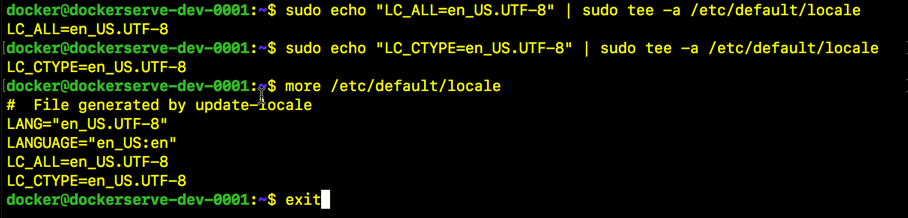 docker@dockerserve-dev-0001:~$ sudo echo "LC_ALL=en_US.UTF-8" | sudo tee -a /etc/default/locale
LC_ALL=en_US.UTF-8
[docker@dockerserve-dev-0001:~$ sudo echo "LC_CTYPE=en_US.UTF-8" | sudo tee -a /etc/default/locale
LC_CTYPE=en_US.UTF-8
[docker@dockerserve-dev-0001:~$ more /etc/default/locale
#  File generated by update-locale
LANG="en_US.UTF-8"
LANGUAGE="en_US:en"
LC_ALL=en_US.UTF-8
LC_CTYPE=en_US.UTF-8
docker@dockerserve-dev-0001:~$ exit